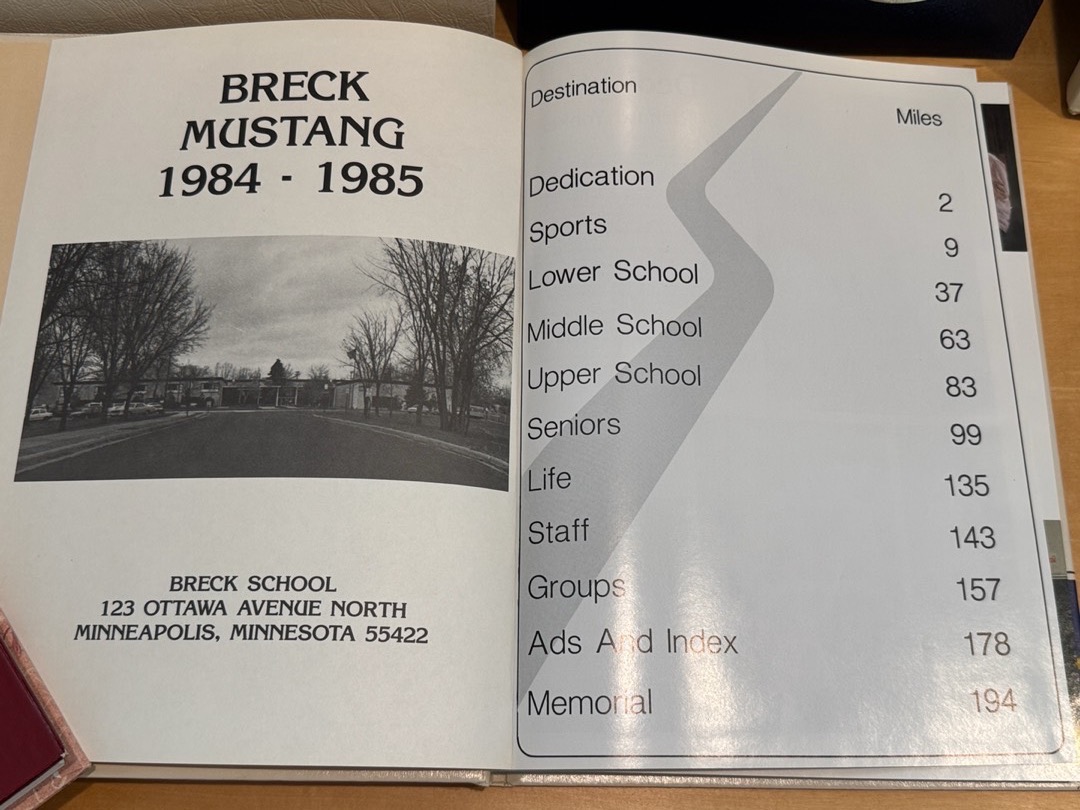 BRECK
MUSTANG
1984 - 1985
BRECK SCHOOL
123 OTTAWA AVENUE NORTH
MINNEAPOLIS, MINNESOTA 55422
Destination Miles
Dedication 2
Sports 9
Lower School 37
Middle School 63
Upper School 83
Seniors 99
Life 135
Staff 143
Groups 157
Ads And Index 178
Memorial 194